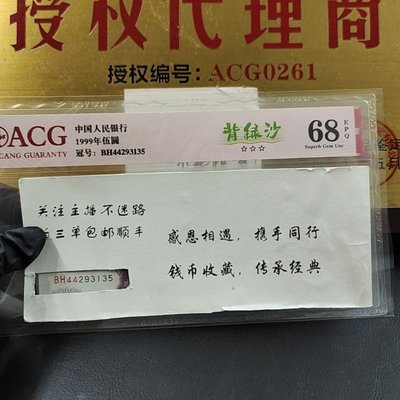 授权代理商
授权编号：ACG0261
ACG
CANG GUARANTY
中国人民银行
1999年伍圆
冠号：BH44293135
背绿沙
☆☆☆
68
EPQ
Superb Gem Unc
关注主播不迷路
三单包邮顺丰
感恩相遇，携手同行
钱币收藏，传承经典
BH44293135